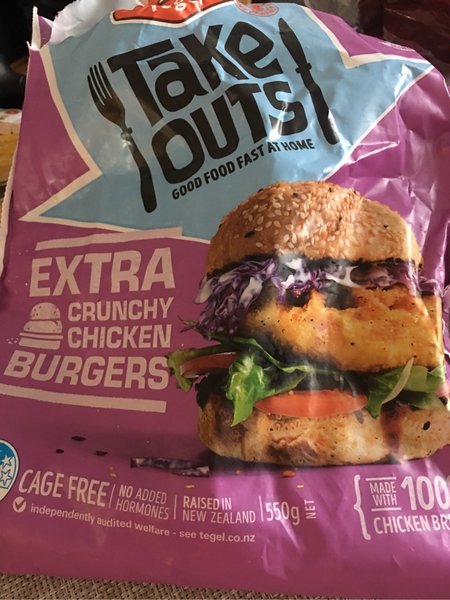 Take
OUTS
GOOD FOOD FAST AT HOME
EXTRA
CRUNCHY
CHICKEN
BURGERS
CAGE FREE
NO ADDED
HORMONES
RAISED IN
NEW ZEALAND
550g NET
independently audited welfare - see tegel.co.nz
MADE
WITH
100
CHICKEN